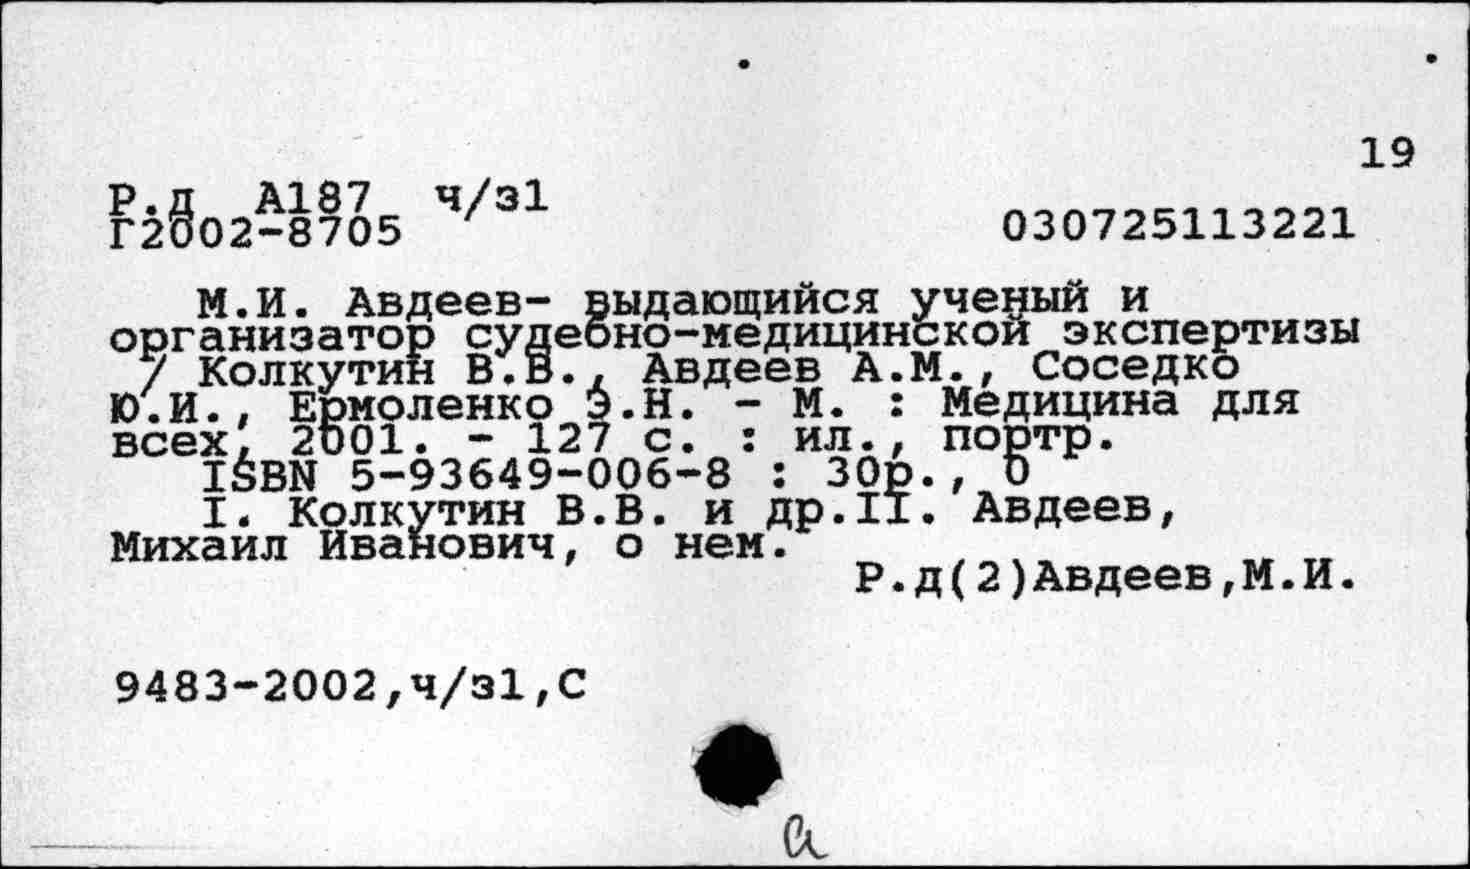 19
Р.д А187 ч/з1
Г2002-8705 030725113221
М.И. Авдеев- выдающийся ученый и
организатор судебно-медицинской экспертизы
/ Колкутин В.В., Авдеев А.М., Соседко
Ю.И., Ермоленко Э.Н. - М. : Медицина для
всех, 2001. - 127 с. : ил., портр.
ISBN 5-93649-006-8 : 30р., 0
I. Колкутин В.В. и др.II. Авдеев,
Михаил Иванович, о нем.
Р.д(2)Авдеев,М.И.
9483-2002,ч/з1,С